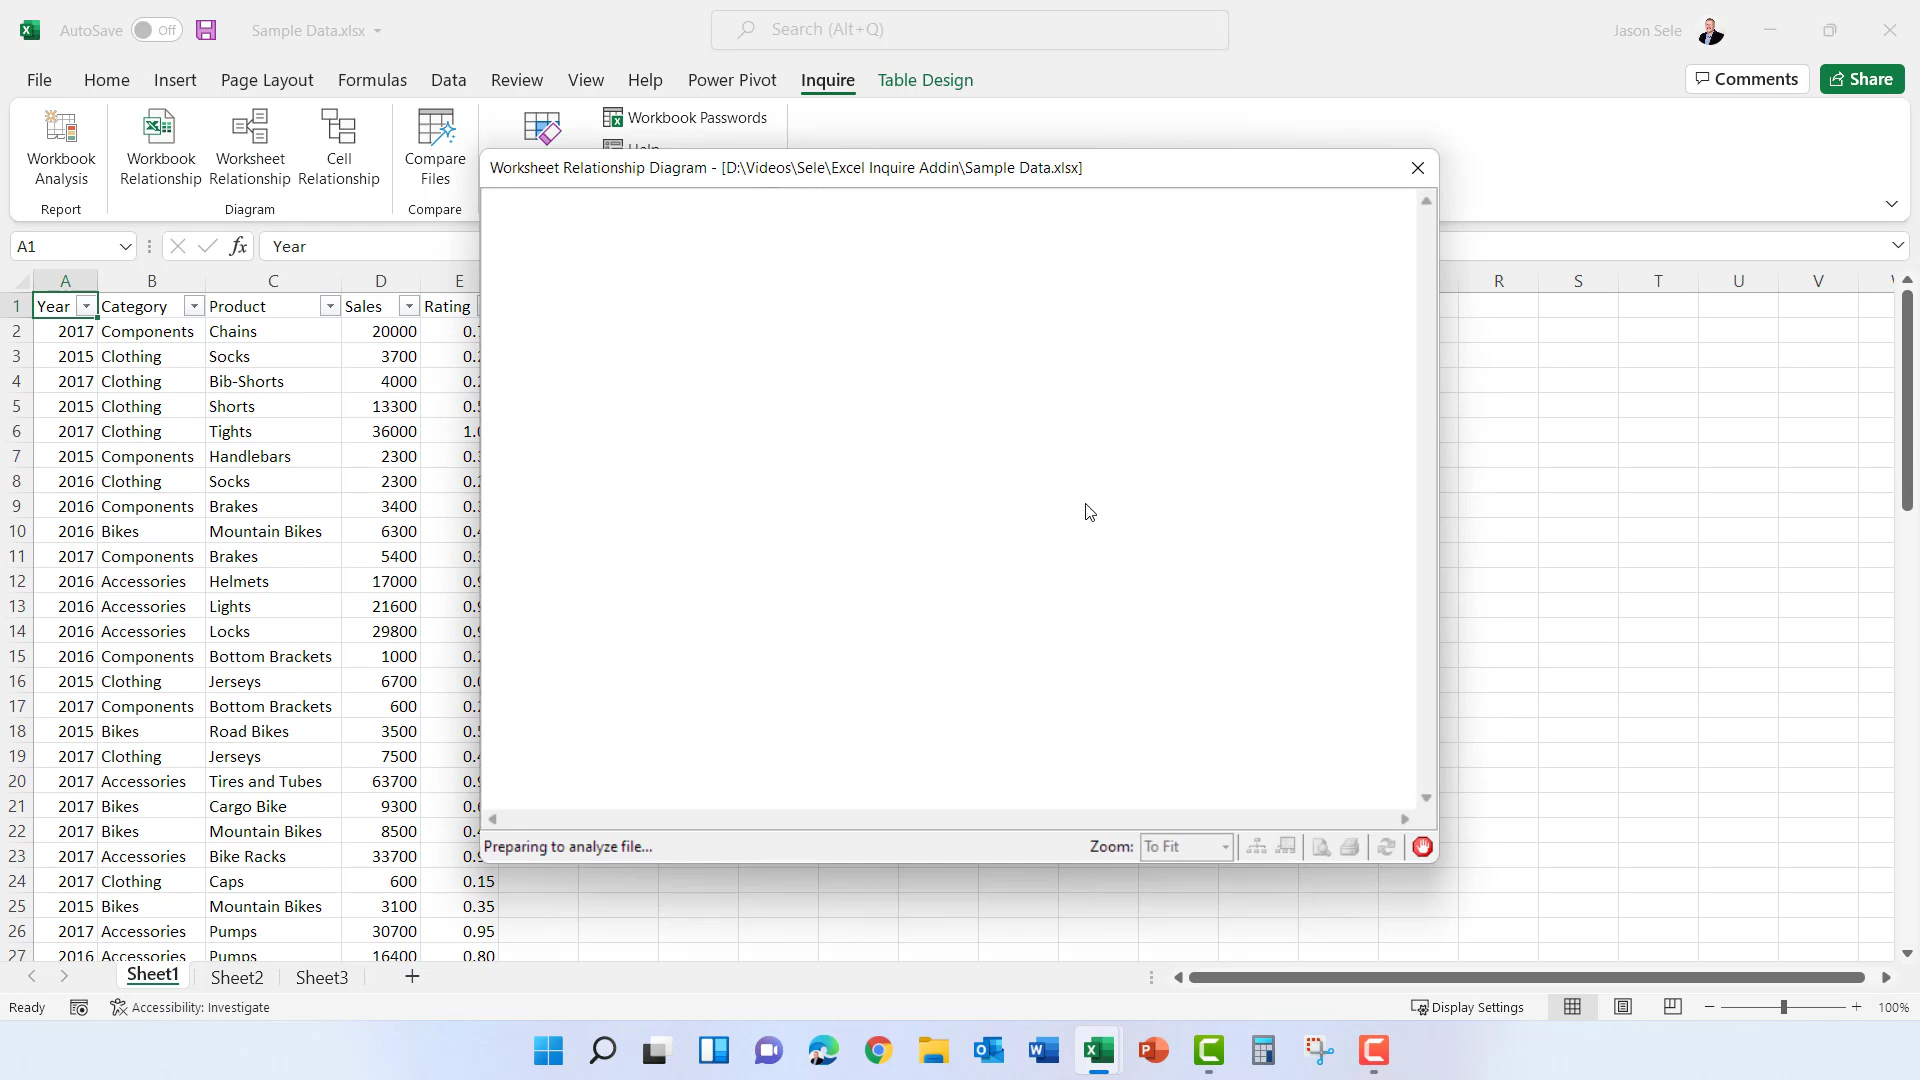 AutoSave Off Sample Data.xlsx Search (Alt+Q) Jason Sele
File Home Insert Page Layout Formulas Data Review View Help Power Pivot Inquire Table Design Comments Share
Workbook Analysis
Workbook Relationship
Worksheet Relationship
Cell Relationship
Compare Files
Workbook Passwords
Help
Report Diagram Compare
Worksheet Relationship Diagram - [D:\Videos\Sele\Excel Inquire Addin\Sample Data.xlsx]
A1 fx Year
A B C D E R S T U V
1 Year Category Product Sales Rating
2 2017 Components Chains 20000
3 2015 Clothing Socks 3700
4 2017 Clothing Bib-Shorts 4000
5 2015 Clothing Shorts 13300
6 2017 Clothing Tights 36000
7 2015 Components Handlebars 2300
8 2016 Clothing Socks 2300
9 2016 Components Brakes 3400
10 2016 Bikes Mountain Bikes 6300
11 2017 Components Brakes 5400
12 2016 Accessories Helmets 17000
13 2016 Accessories Lights 21600
14 2016 Accessories Locks 29800
15 2016 Components Bottom Brackets 1000
16 2015 Clothing Jerseys 6700
17 2017 Components Bottom Brackets 600
18 2015 Bikes Road Bikes 3500
19 2017 Clothing Jerseys 7500
20 2017 Accessories Tires and Tubes 63700
21 2017 Bikes Cargo Bike 9300
22 2017 Bikes Mountain Bikes 8500
23 2017 Accessories Bike Racks 33700
24 2017 Clothing Caps 600 0.15
25 2015 Bikes Mountain Bikes 3100 0.35
26 2017 Accessories Pumps 30700 0.95
27 2016 Accessories Pumps 16400 0.80
Preparing to analyze file... Zoom: To Fit
Sheet1 Sheet2 Sheet3
Ready Accessibility: Investigate Display Settings 100%